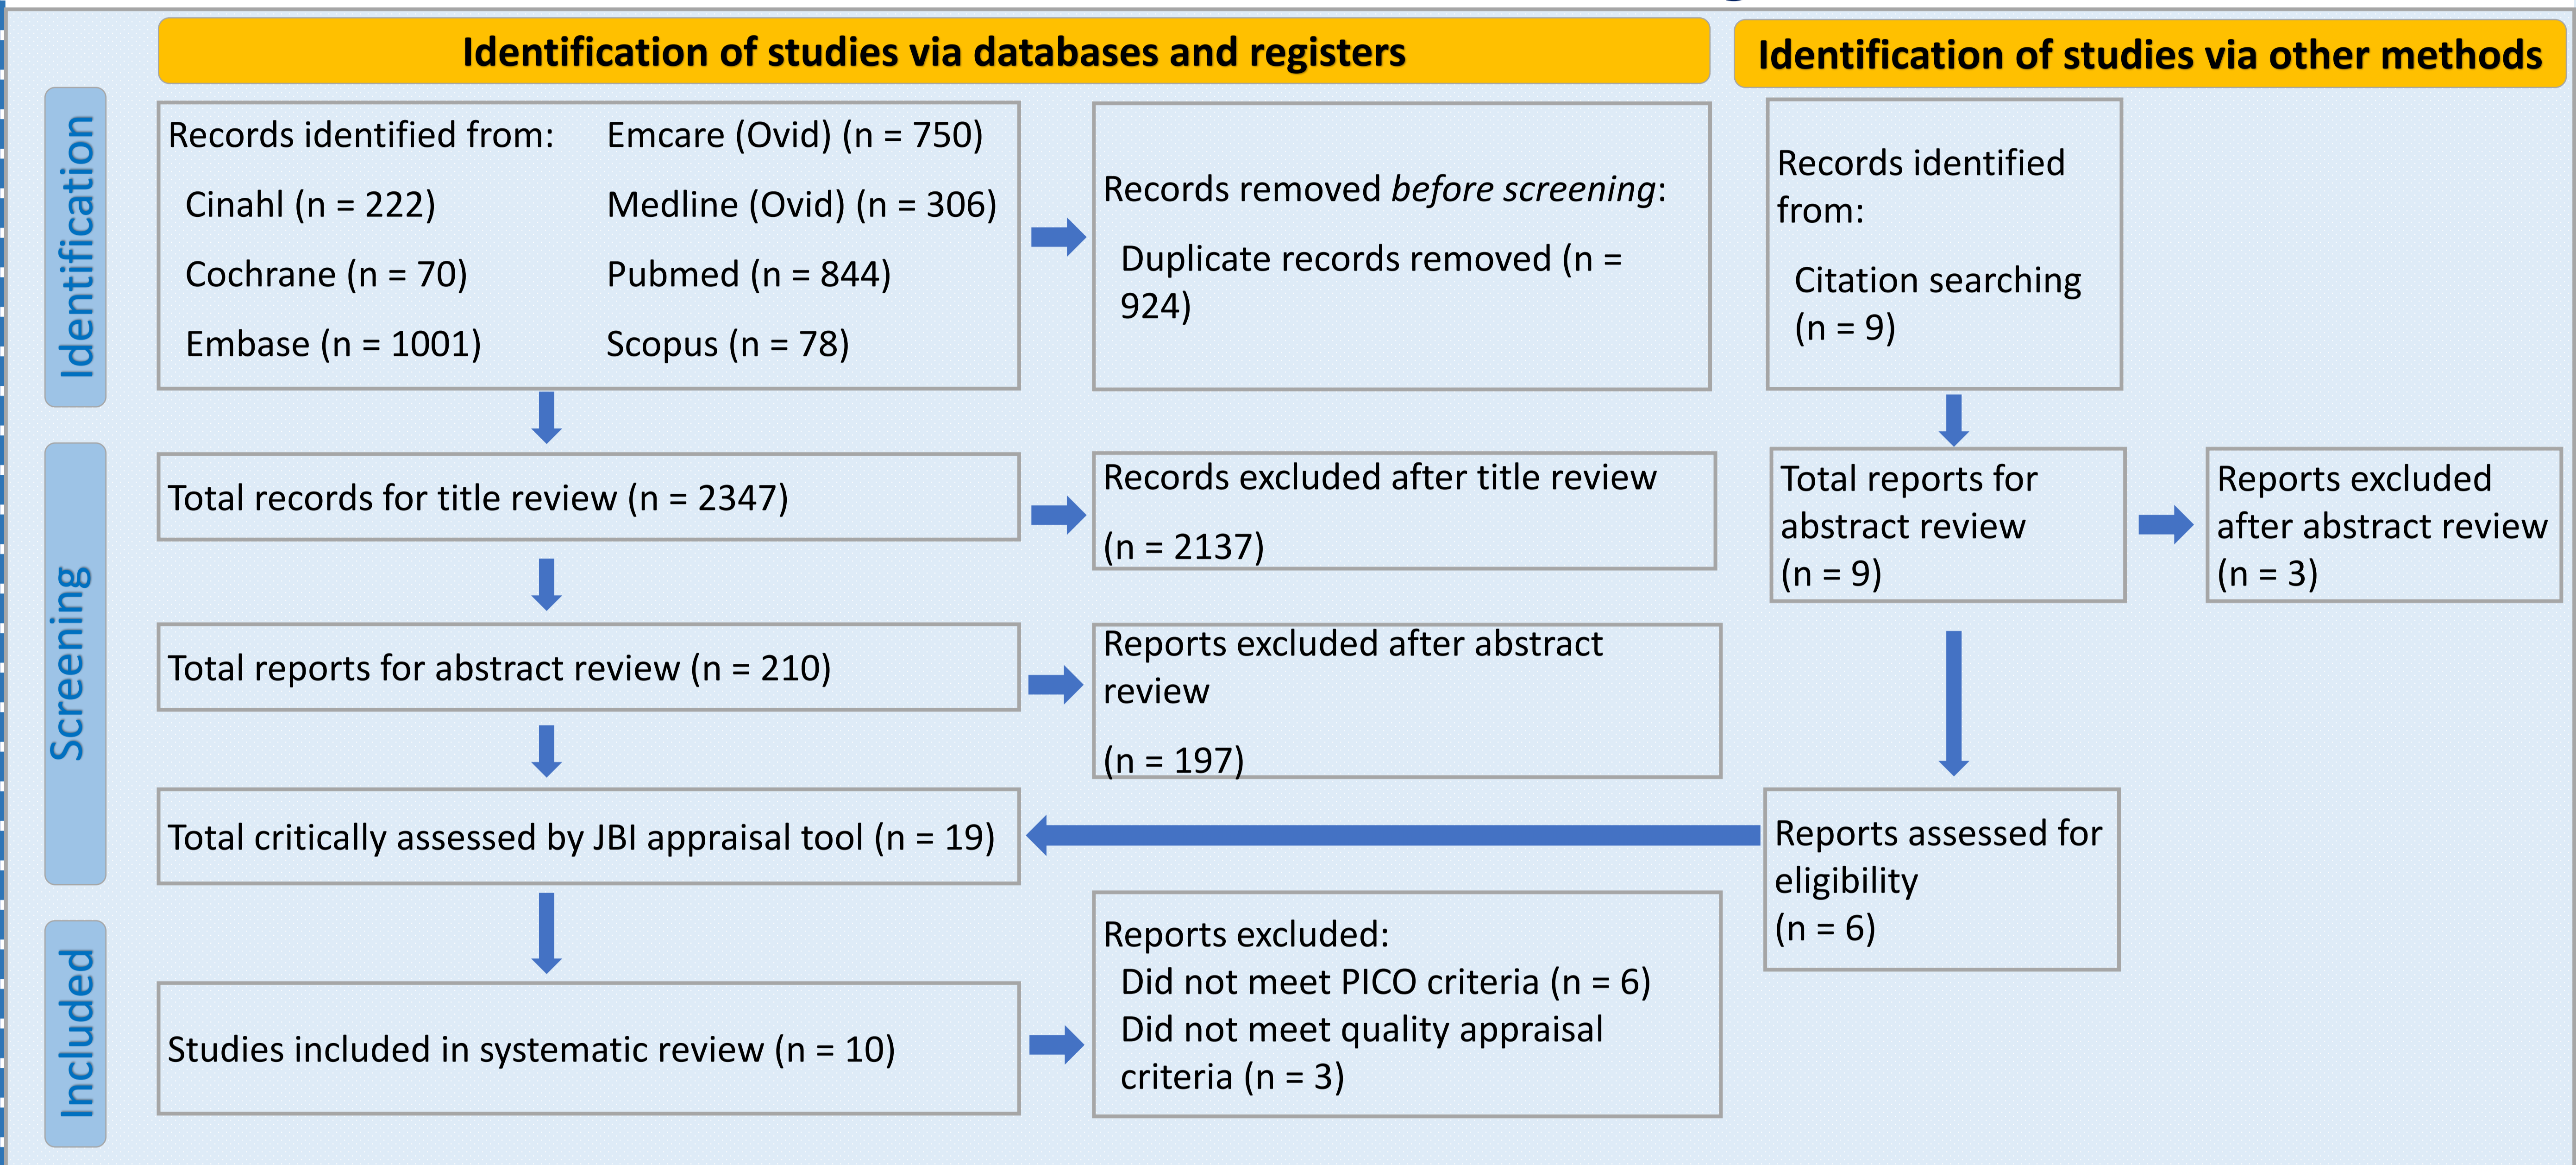 Identification of studies via databases and registers
Identification of studies via other methods
Identification
Records identified from:
Cinahl (n = 222)
Cochrane (n = 70)
Embase (n = 1001)
Emcare (Ovid) (n = 750)
Medline (Ovid) (n = 306)
Pubmed (n = 844)
Scopus (n = 78)
Records removed before screening:
Duplicate records removed (n =
924)
Records identified
from:
Citation searching
(n = 9)
Screening
Total records for title review (n = 2347)
Records excluded after title review
(n = 2137)
Total reports for
abstract review
(n = 9)
Reports excluded
after abstract review
(n = 3)
Total reports for abstract review (n = 210)
Reports excluded after abstract
review
(n = 197)
Total critically assessed by JBI appraisal tool (n = 19)
Reports assessed for
eligibility
(n = 6)
Included
Studies included in systematic review (n = 10)
Reports excluded:
Did not meet PICO criteria (n = 6)
Did not meet quality appraisal
criteria (n = 3)